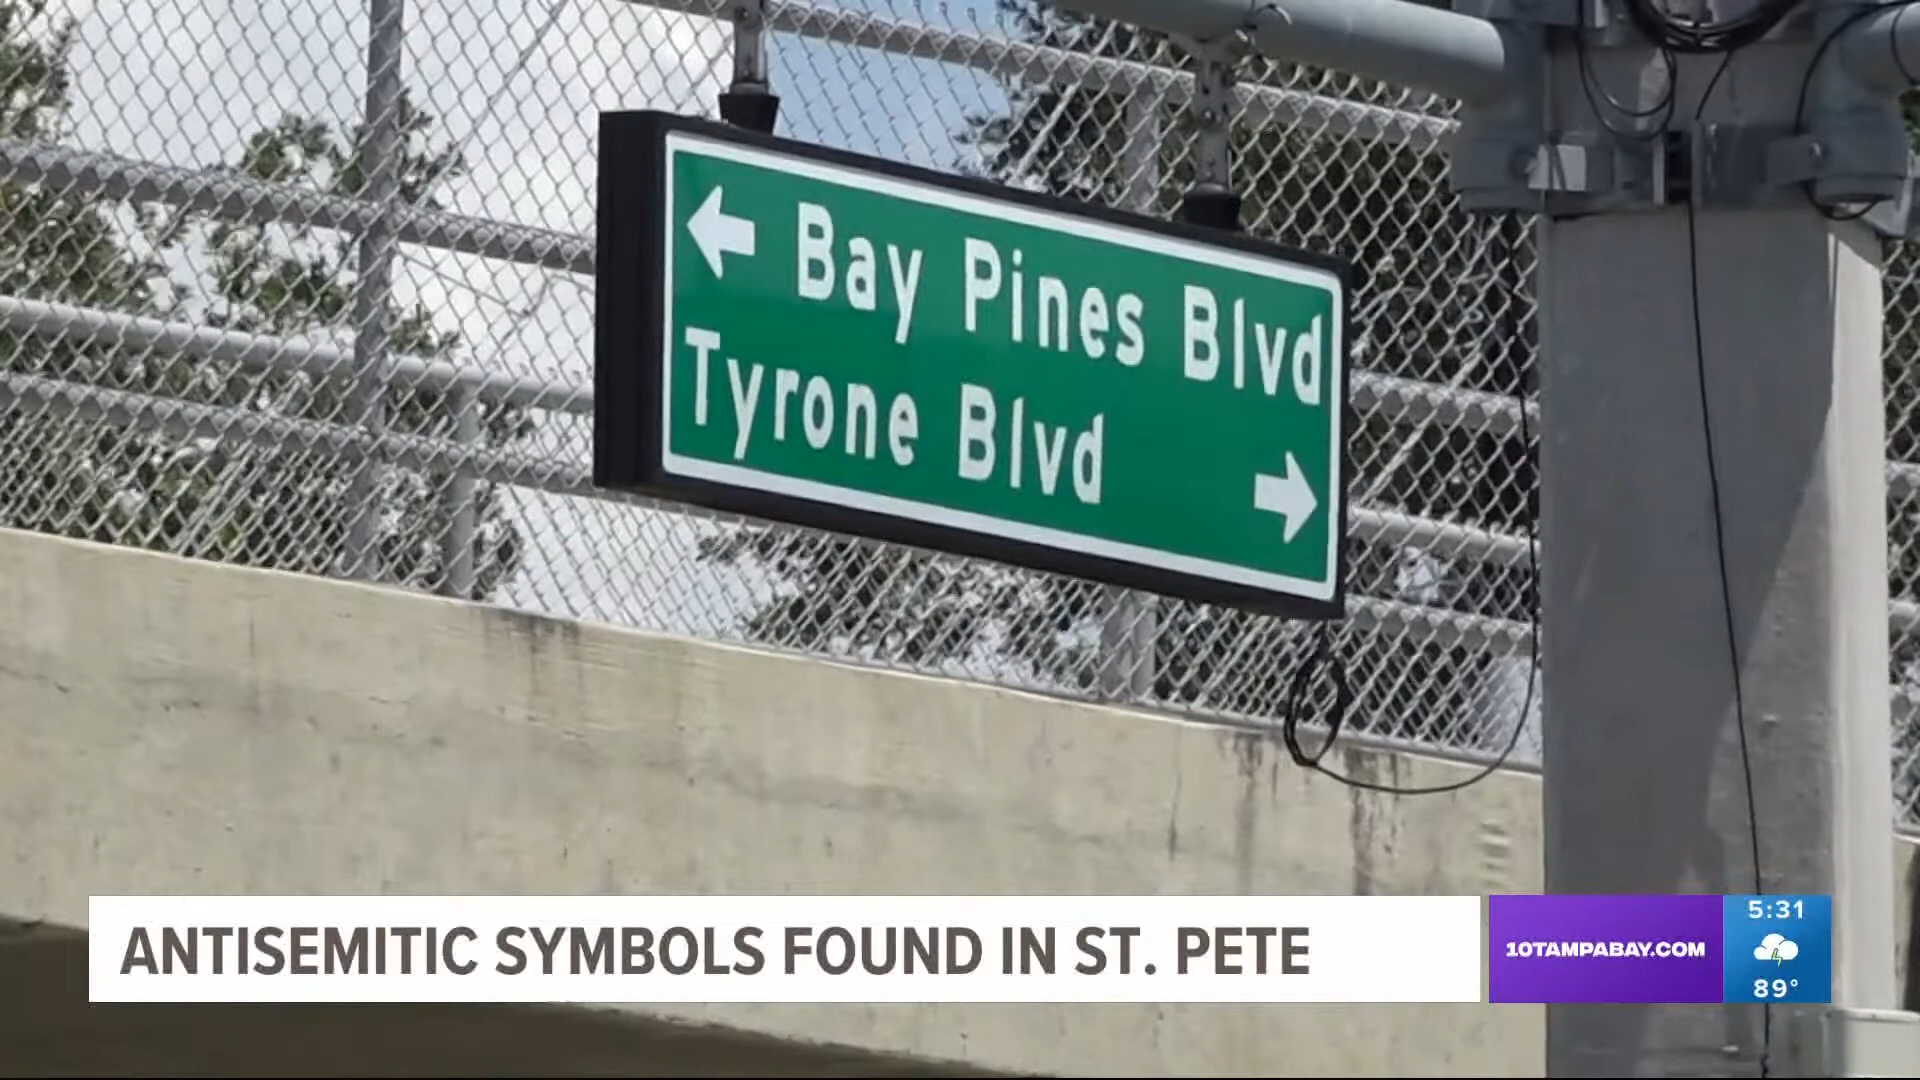 Bay Pines Blvd
Tyrone Blvd
ANTISEMITIC SYMBOLS FOUND IN ST. PETE
10TAMPABAY.COM
5:31
89°